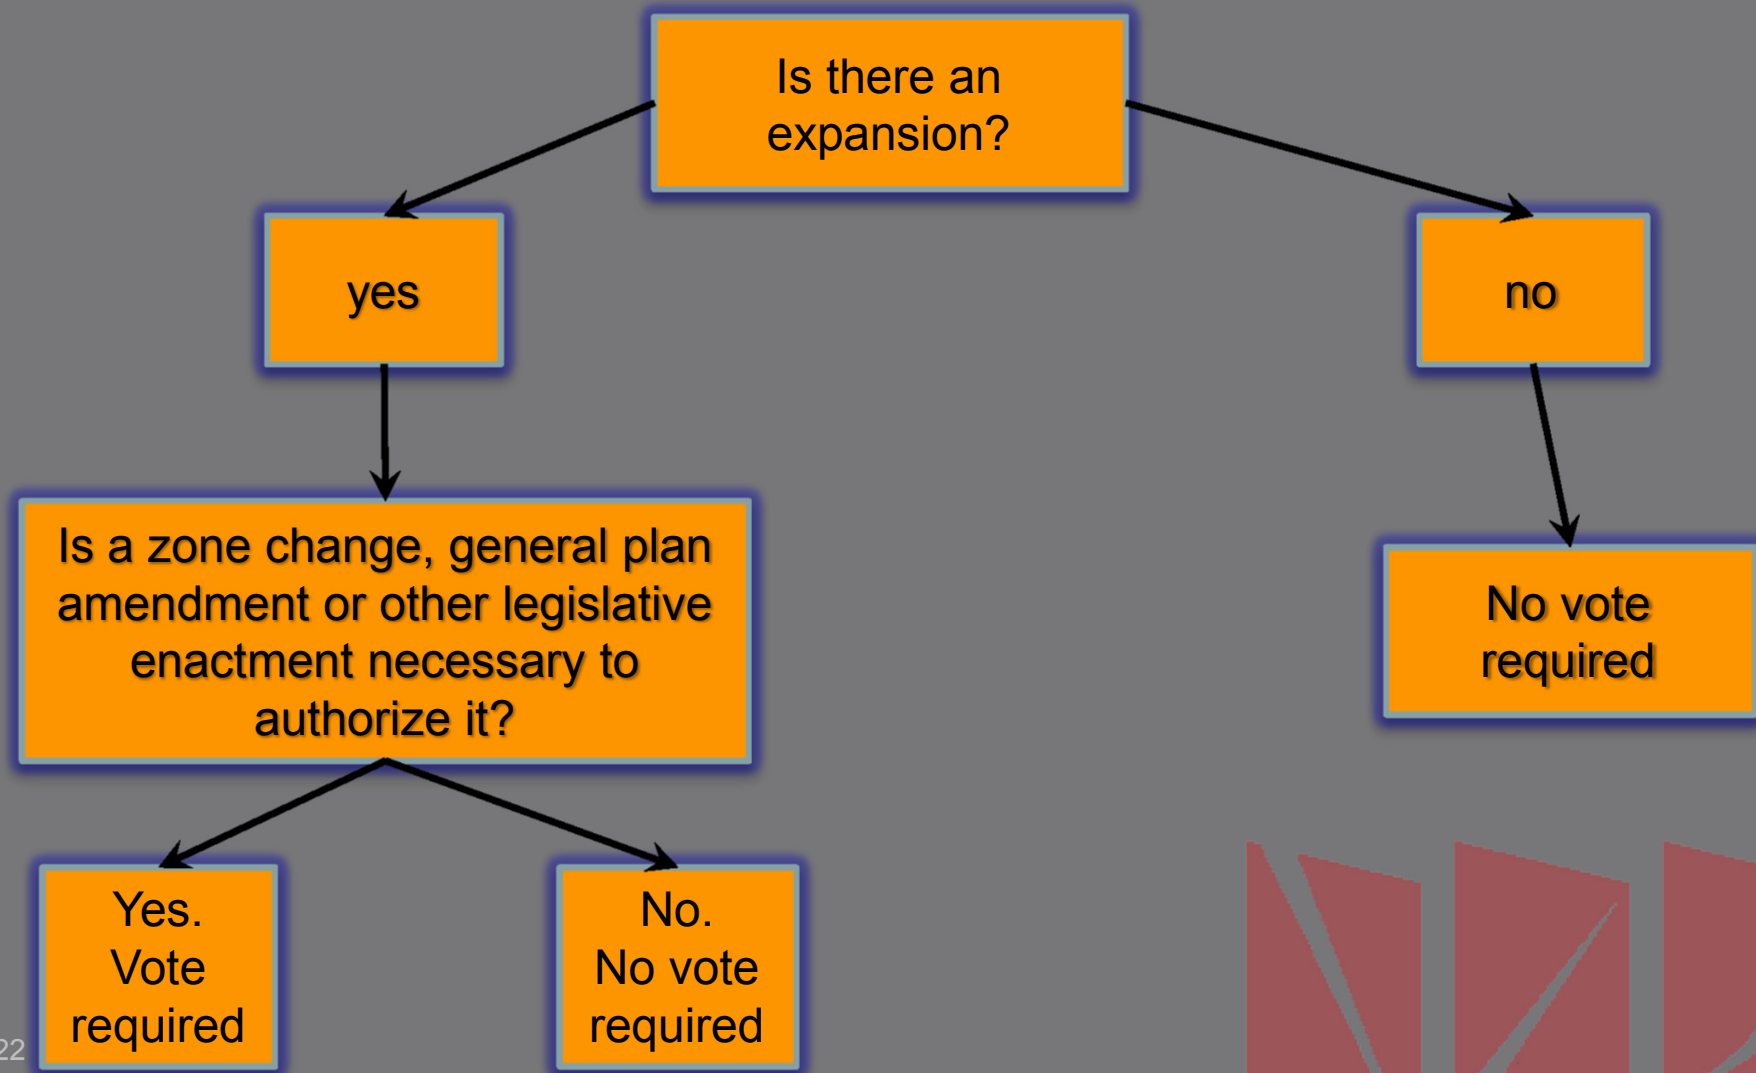 Is there an
expansion?
yes
no
Is a zone change, general plan
amendment or other legislative
enactment necessary to
authorize it?
No vote
required
Yes.
Vote
required
No.
No vote
required
22